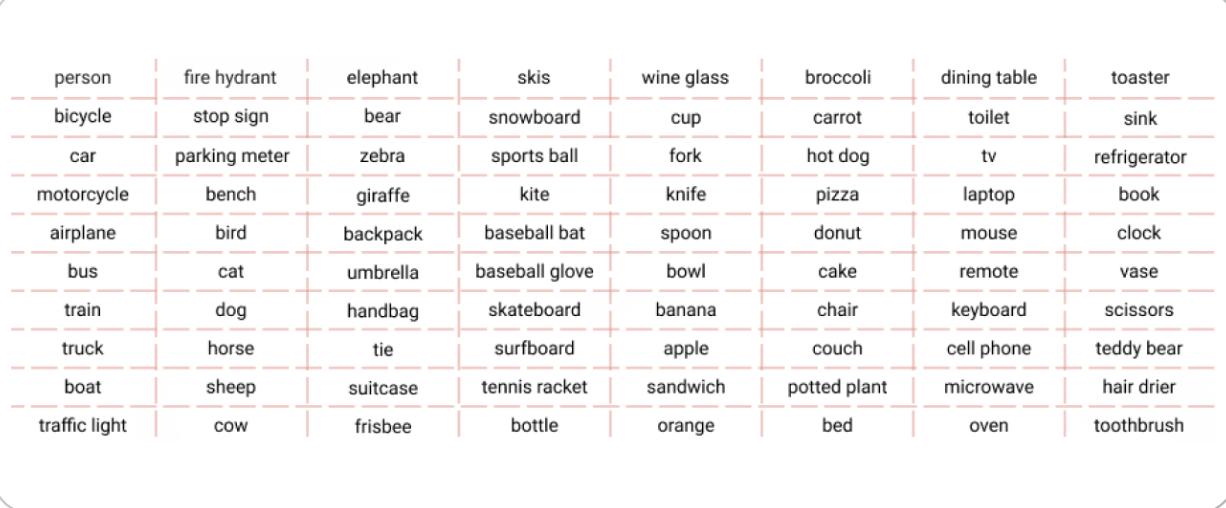 person fire hydrant elephant skis wine glass broccoli dining table toaster
bicycle stop sign bear snowboard cup carrot toilet sink
car parking meter zebra sports ball fork hot dog tv refrigerator
motorcycle bench giraffe kite knife pizza laptop book
airplane bird backpack baseball bat spoon donut mouse clock
bus cat umbrella baseball glove bowl cake remote vase
train dog handbag skateboard banana chair keyboard scissors
truck horse tie surfboard apple couch cell phone teddy bear
boat sheep suitcase tennis racket sandwich potted plant microwave hair drier
traffic light cow frisbee bottle orange bed oven toothbrush